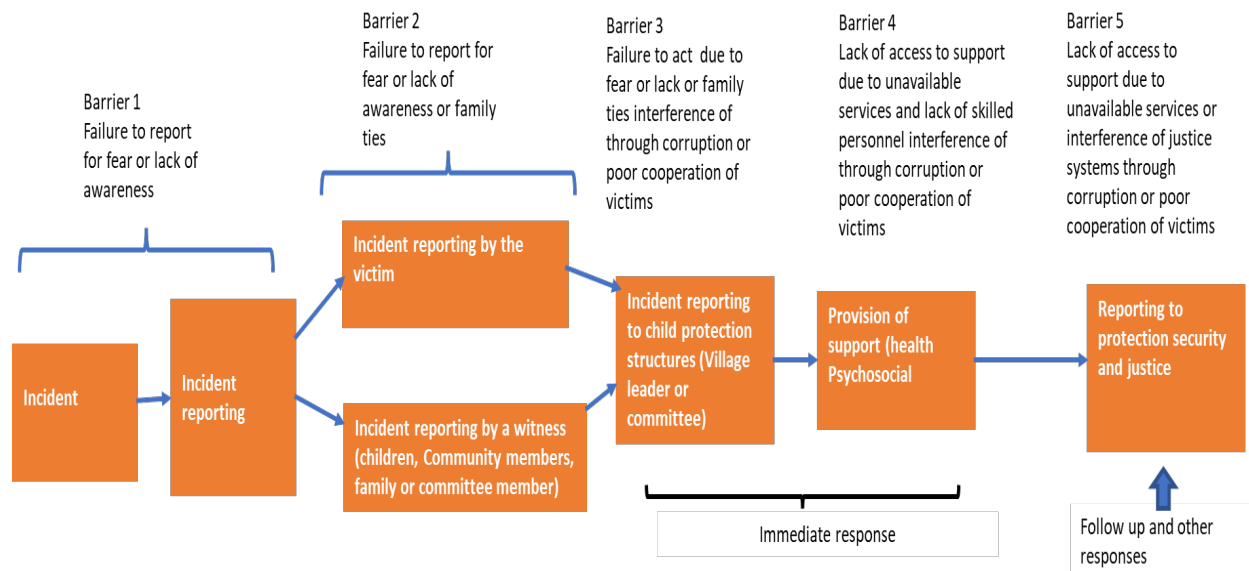 Barrier 1
Failure to report
for fear or lack of
awareness
Barrier 2
Failure to report for
fear or lack of
awareness or family
ties
Barrier 3
Failure to act due to
fear or lack or family
ties interference of
through corruption or
poor cooperation of
victims
Barrier 4
Lack of access to support
due to unavailable
services and lack of skilled
personnel interference of
through corruption or
poor cooperation of
victims
Barrier 5
Lack of access to
support due to
unavailable services or
interference of justice
systems through
corruption or poor
cooperation of victims
Incident
Incident
reporting
Incident reporting by the
victim
Incident reporting by a witness
(children, Community members,
family or committee member)
Incident reporting
to child protection
structures (Village
leader or
committee)
Provision of
support (health
Psychosocial
Reporting to
protection security
and justice
Immediate response
Follow up and other
responses